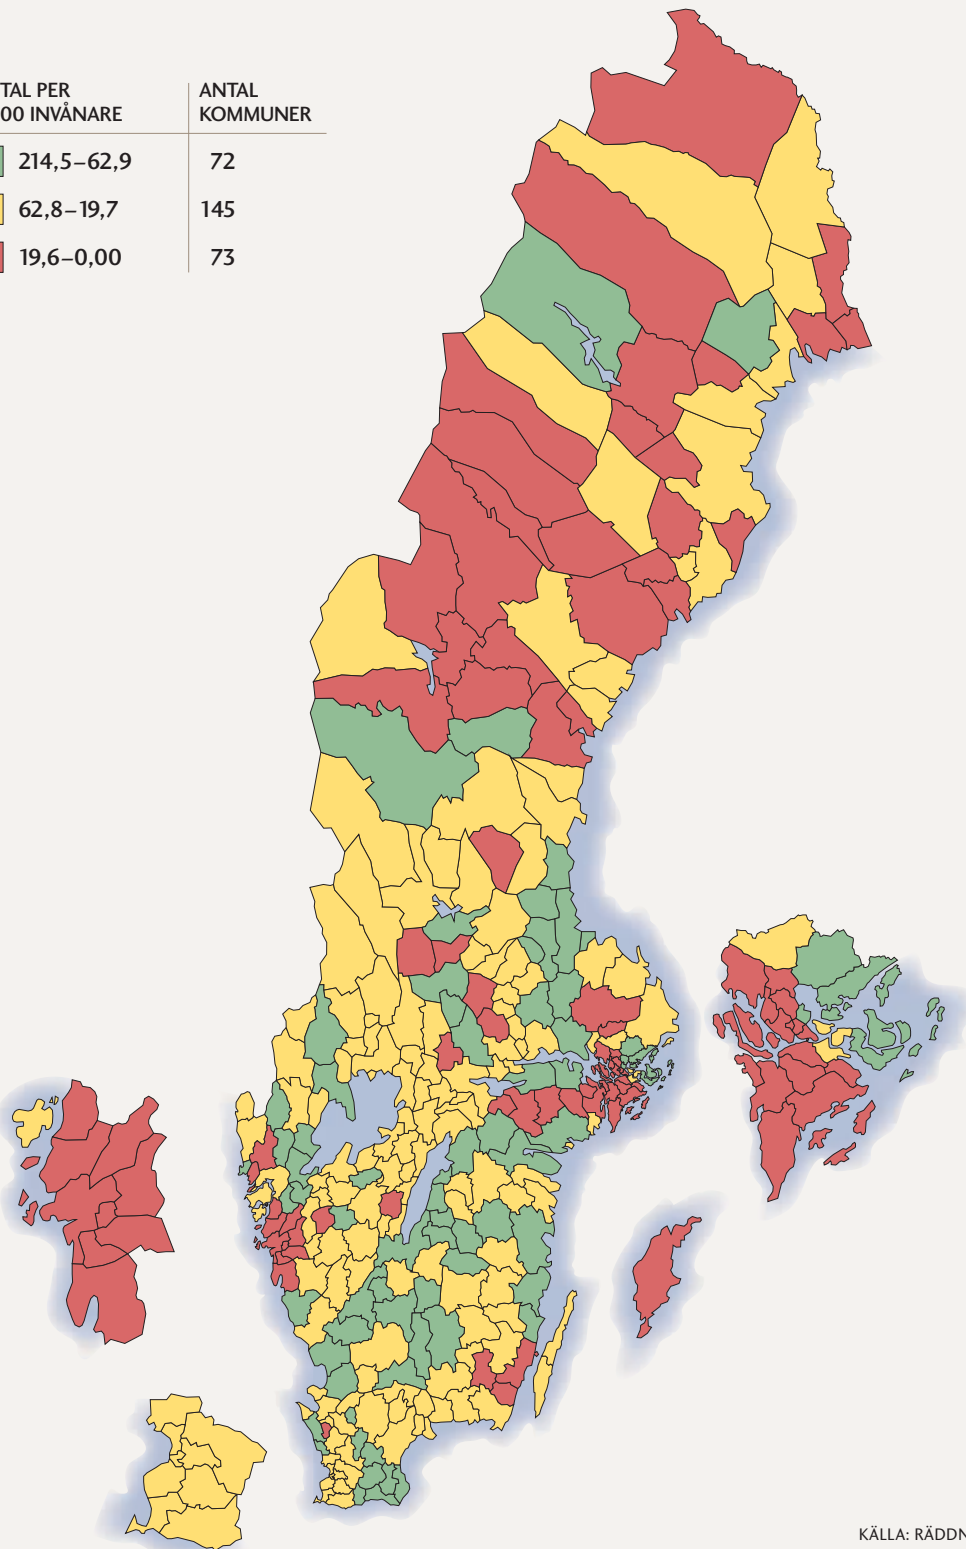 TAL PER
00 INVÅNARE
ANTAL
KOMMUNER
214,5–62,9 72
62,8–19,7 145
19,6–0,00 73
KÄLLA: RÄDDN